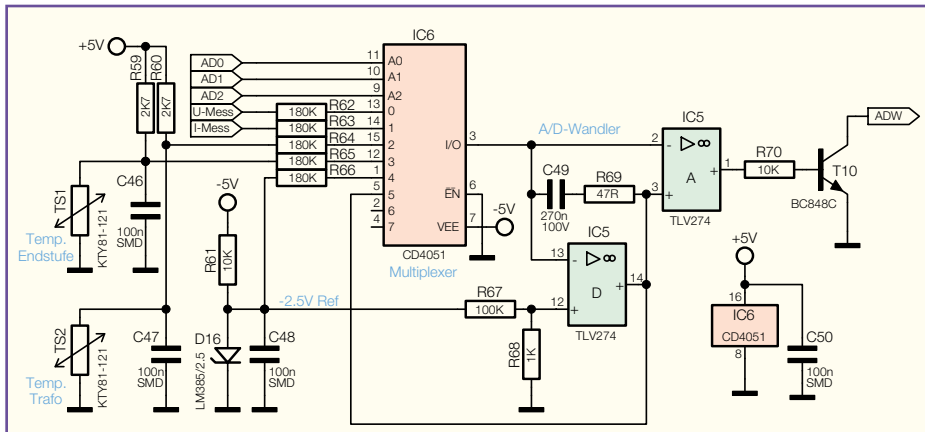 IC6
+5V
R59
R60
2K7
2K7
AD0
AD1
AD2
U-Mess
I-Mess
180K
180K
180K
180K
180K
R62
R63
R64
R65
R66
11
10
9
13
14
15
12
1
5
2
4
A0
A1
A2
0
1
2
3
4
5
6
7
I/O
EN
VEE
3
6
7
-5V
CD4051
Multiplexer
A/D-Wandler
C49
270n
100V
R69
47R
IC5
2
3
-
+
▷∞
A
1
TLV274
R70
10K
T10
BC848C
ADW
IC5
13
12
-
+
▷∞
D
14
TLV274
TS1
KTY81-121
Temp.
Endstufe
C46
100n
SMD
-5V
R61
10K
-2.5V Ref
R67
100K
R68
1K
TS2
KTY81-121
Temp.
Trafo
C47
100n
SMD
D16
LM385/2.5
C48
100n
SMD
+5V
16
IC6
CD4051
8
C50
100n
SMD